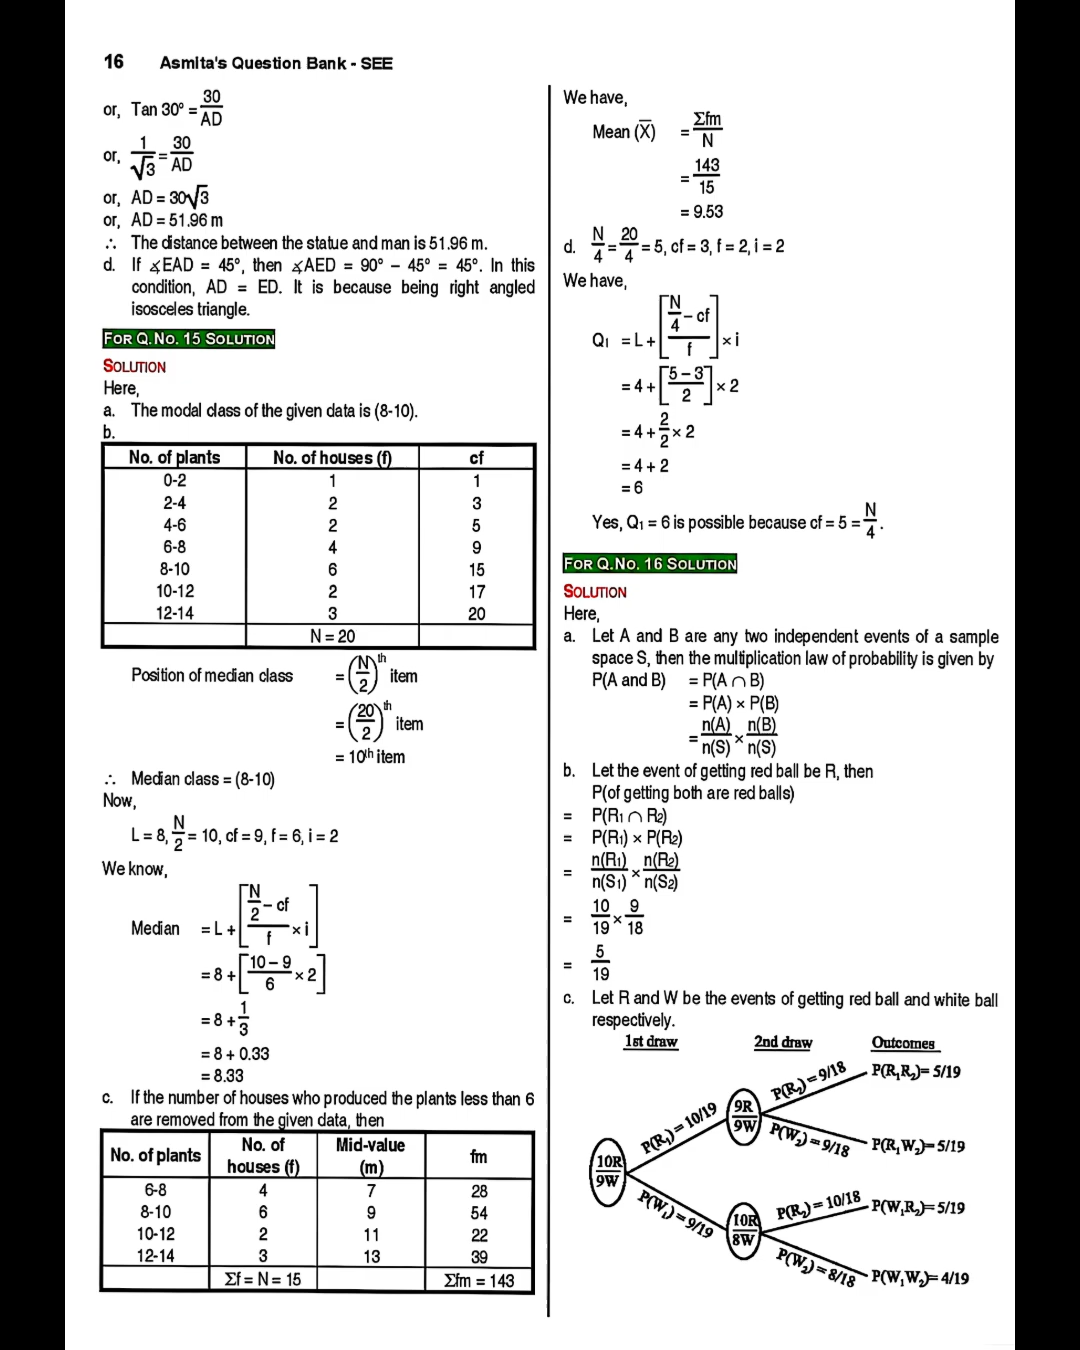 16 Asmita's Question Bank - SEE
or, Tan 30° = 30/AD
or, 1/√3 = 30/AD
or, AD = 30√3
or, AD = 51.96 m
∴ The distance between the statue and man is 51.96 m.
d. If ∡EAD = 45°, then ∡AED = 90° – 45° = 45°. In this
condition, AD = ED. It is because being right angled
isosceles triangle.
FOR Q.NO. 15 SOLUTION
SOLUTION
Here,
a. The modal class of the given data is (8-10).
b.
No. of plants No. of houses (f) cf
0-2 1 1
2-4 2 3
4-6 2 5
6-8 4 9
8-10 6 15
10-12 2 17
12-14 3 20
N = 20
Position of median class = (N/2)th item
= (20/2)th item
= 10th item
∴ Median class = (8-10)
Now,
L = 8, N/2 = 10, cf = 9, f = 6, i = 2
We know,
Median = L + [(N/2 – cf)/f × i]
= 8 + [(10 – 9)/6 × 2]
= 8 + 1/3
= 8 + 0.33
= 8.33
c. If the number of houses who produced the plants less than 6
are removed from the given data, then
No. of plants No. of houses (f) Mid-value (m) fm
6-8 4 7 28
8-10 6 9 54
10-12 2 11 22
12-14 3 13 39
Σf = N = 15 Σfm = 143
We have,
Mean (X̅) = Σfm/N
= 143/15
= 9.53
d. N/4 = 20/4 = 5, cf = 3, f = 2, i = 2
We have,
Q₁ = L + [(N/4 – cf)/f] × i
= 4 + [(5 – 3)/2] × 2
= 4 + 2/2 × 2
= 4 + 2
= 6
Yes, Q₁ = 6 is possible because cf = 5 = N/4.
FOR Q.NO. 16 SOLUTION
SOLUTION
Here,
a. Let A and B are any two independent events of a sample
space S, then the multiplication law of probability is given by
P(A and B) = P(A ∩ B)
= P(A) × P(B)
= n(A)/n(S) × n(B)/n(S)
b. Let the event of getting red ball be R, then
P(of getting both are red balls)
= P(R₁ ∩ R₂)
= P(R₁) × P(R₂)
= n(R₁)/n(S₁) × n(R₂)/n(S₂)
= 10/19 × 9/18
= 5/19
c. Let R and W be the events of getting red ball and white ball
respectively.
1st draw 2nd draw Outcomes
P(R₂) = 9/18 P(R₁R₂)= 5/19
P(R₁) = 10/19 9R/9W
P(W₂) = 9/18 P(R₁W₂)= 5/19
10R/9W
P(W₁) = 9/19 10R/8W
P(R₂) = 10/18 P(W₁R₂)= 5/19
P(W₂) = 8/18 P(W₁W₂)= 4/19